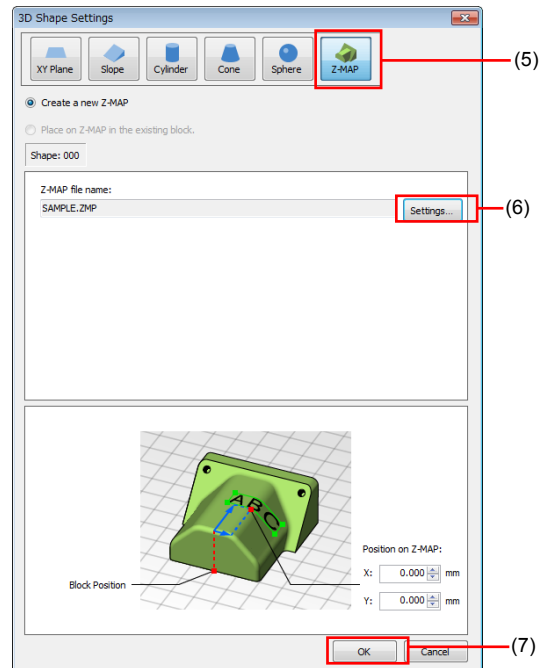 3D Shape Settings
XY Plane Slope Cylinder Cone Sphere Z-MAP
(5)
Create a new Z-MAP
Place on Z-MAP in the existing block.
Shape: 000
Z-MAP file name:
SAMPLE.ZMP Settings...
(6)
ABC
Position on Z-MAP:
X: 0.000 mm
Block Position
Y: 0.000 mm
OK Cancel
(7)